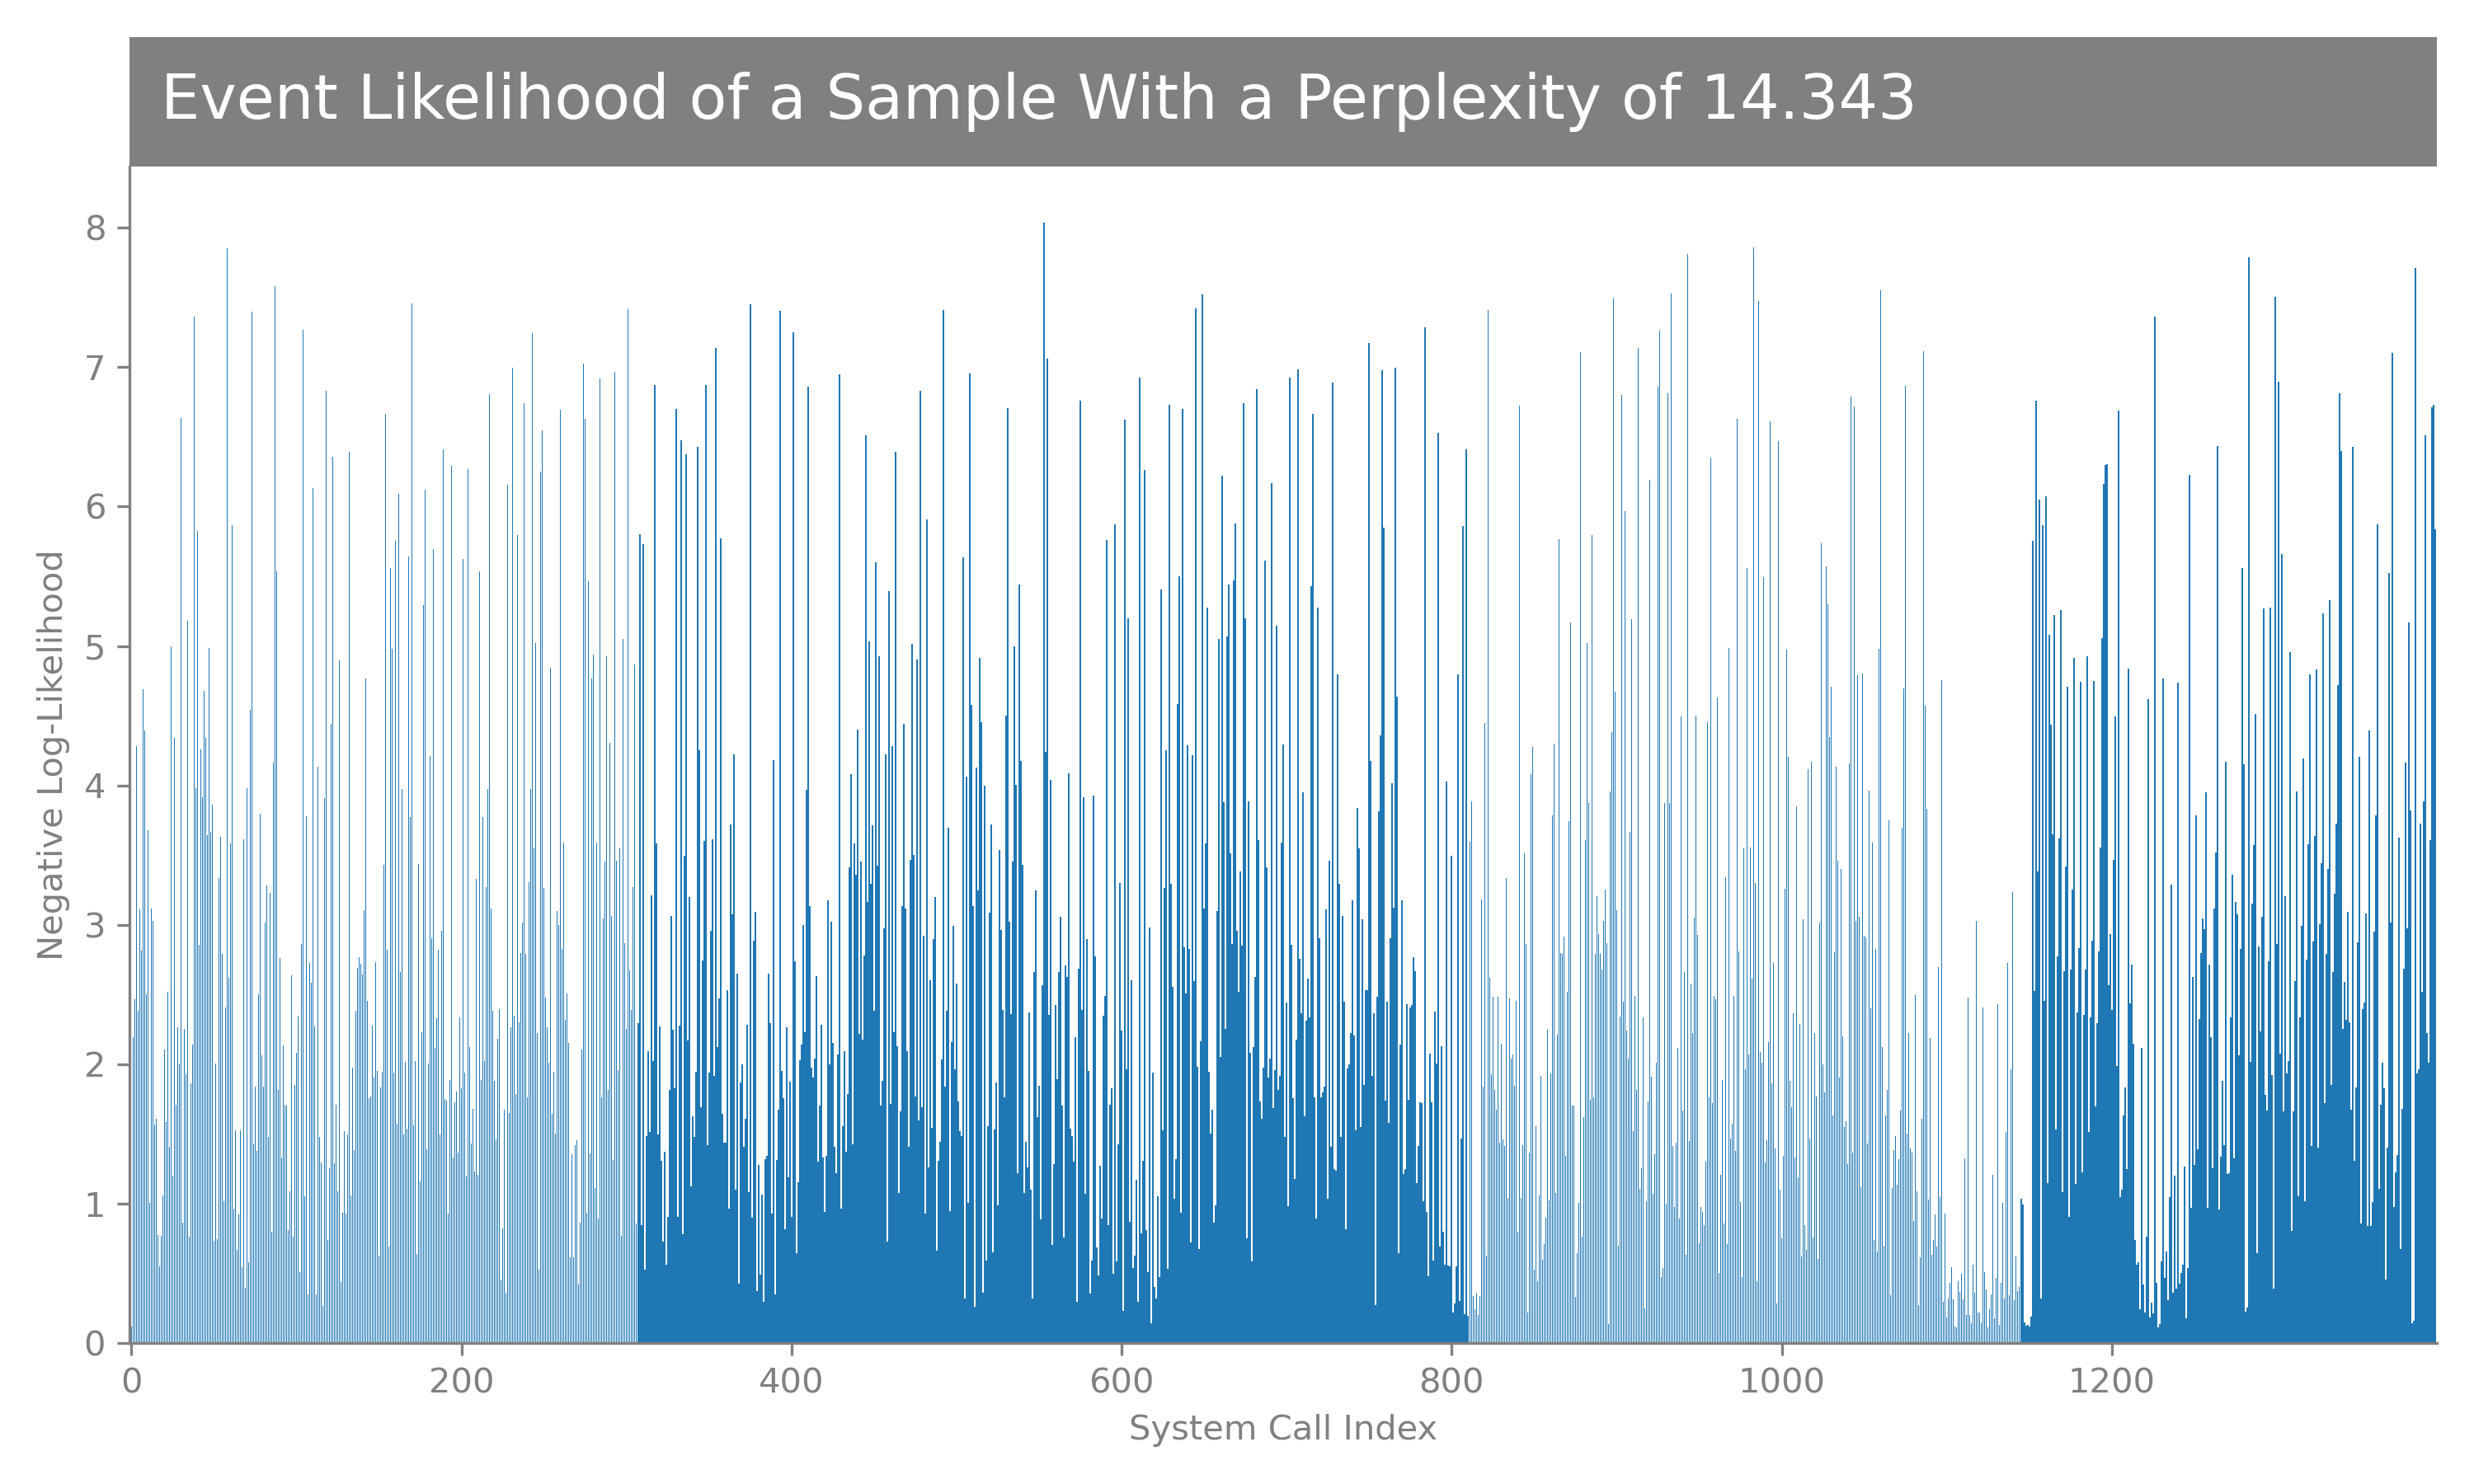 Event Likelihood of a Sample With a Perplexity of 14.343
8
7
6
5
4
3
2
1
0
Negative Log-Likelihood
0 200 400 600 800 1000 1200
System Call Index